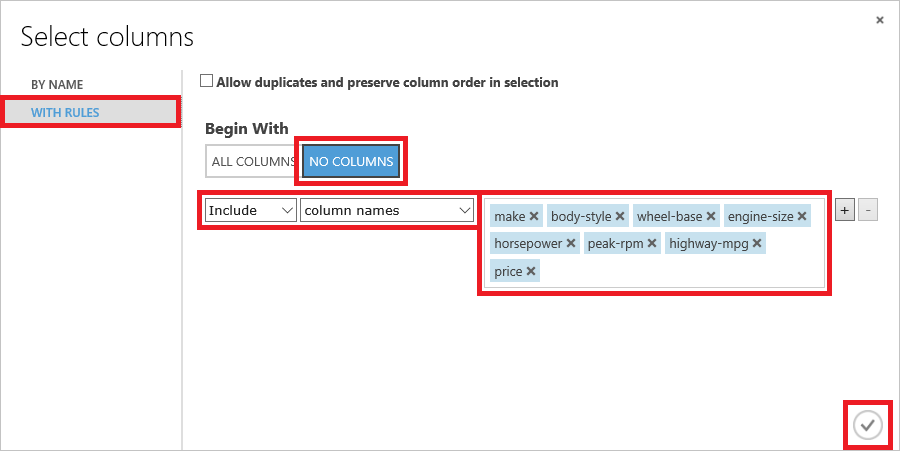 Select columns
BY NAME
WITH RULES
Allow duplicates and preserve column order in selection
Begin With
ALL COLUMNS NO COLUMNS
Include column names
make × body-style × wheel-base × engine-size ×
horsepower × peak-rpm × highway-mpg ×
price ×
+ -